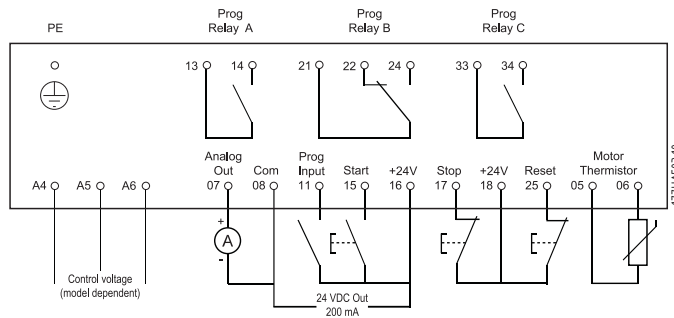 PE
Prog
Relay A
Prog
Relay B
Prog
Relay C
13 14 21 22 24 33 34
Analog
Out
07
Com
08
Prog
Input
11
Start
15
+24V
16
Stop
17
+24V
18
Reset
25
Motor
Thermistor
05 06
A4 A5 A6
+
A
-
Control voltage
(model dependent)
24 VDC Out
200 mA